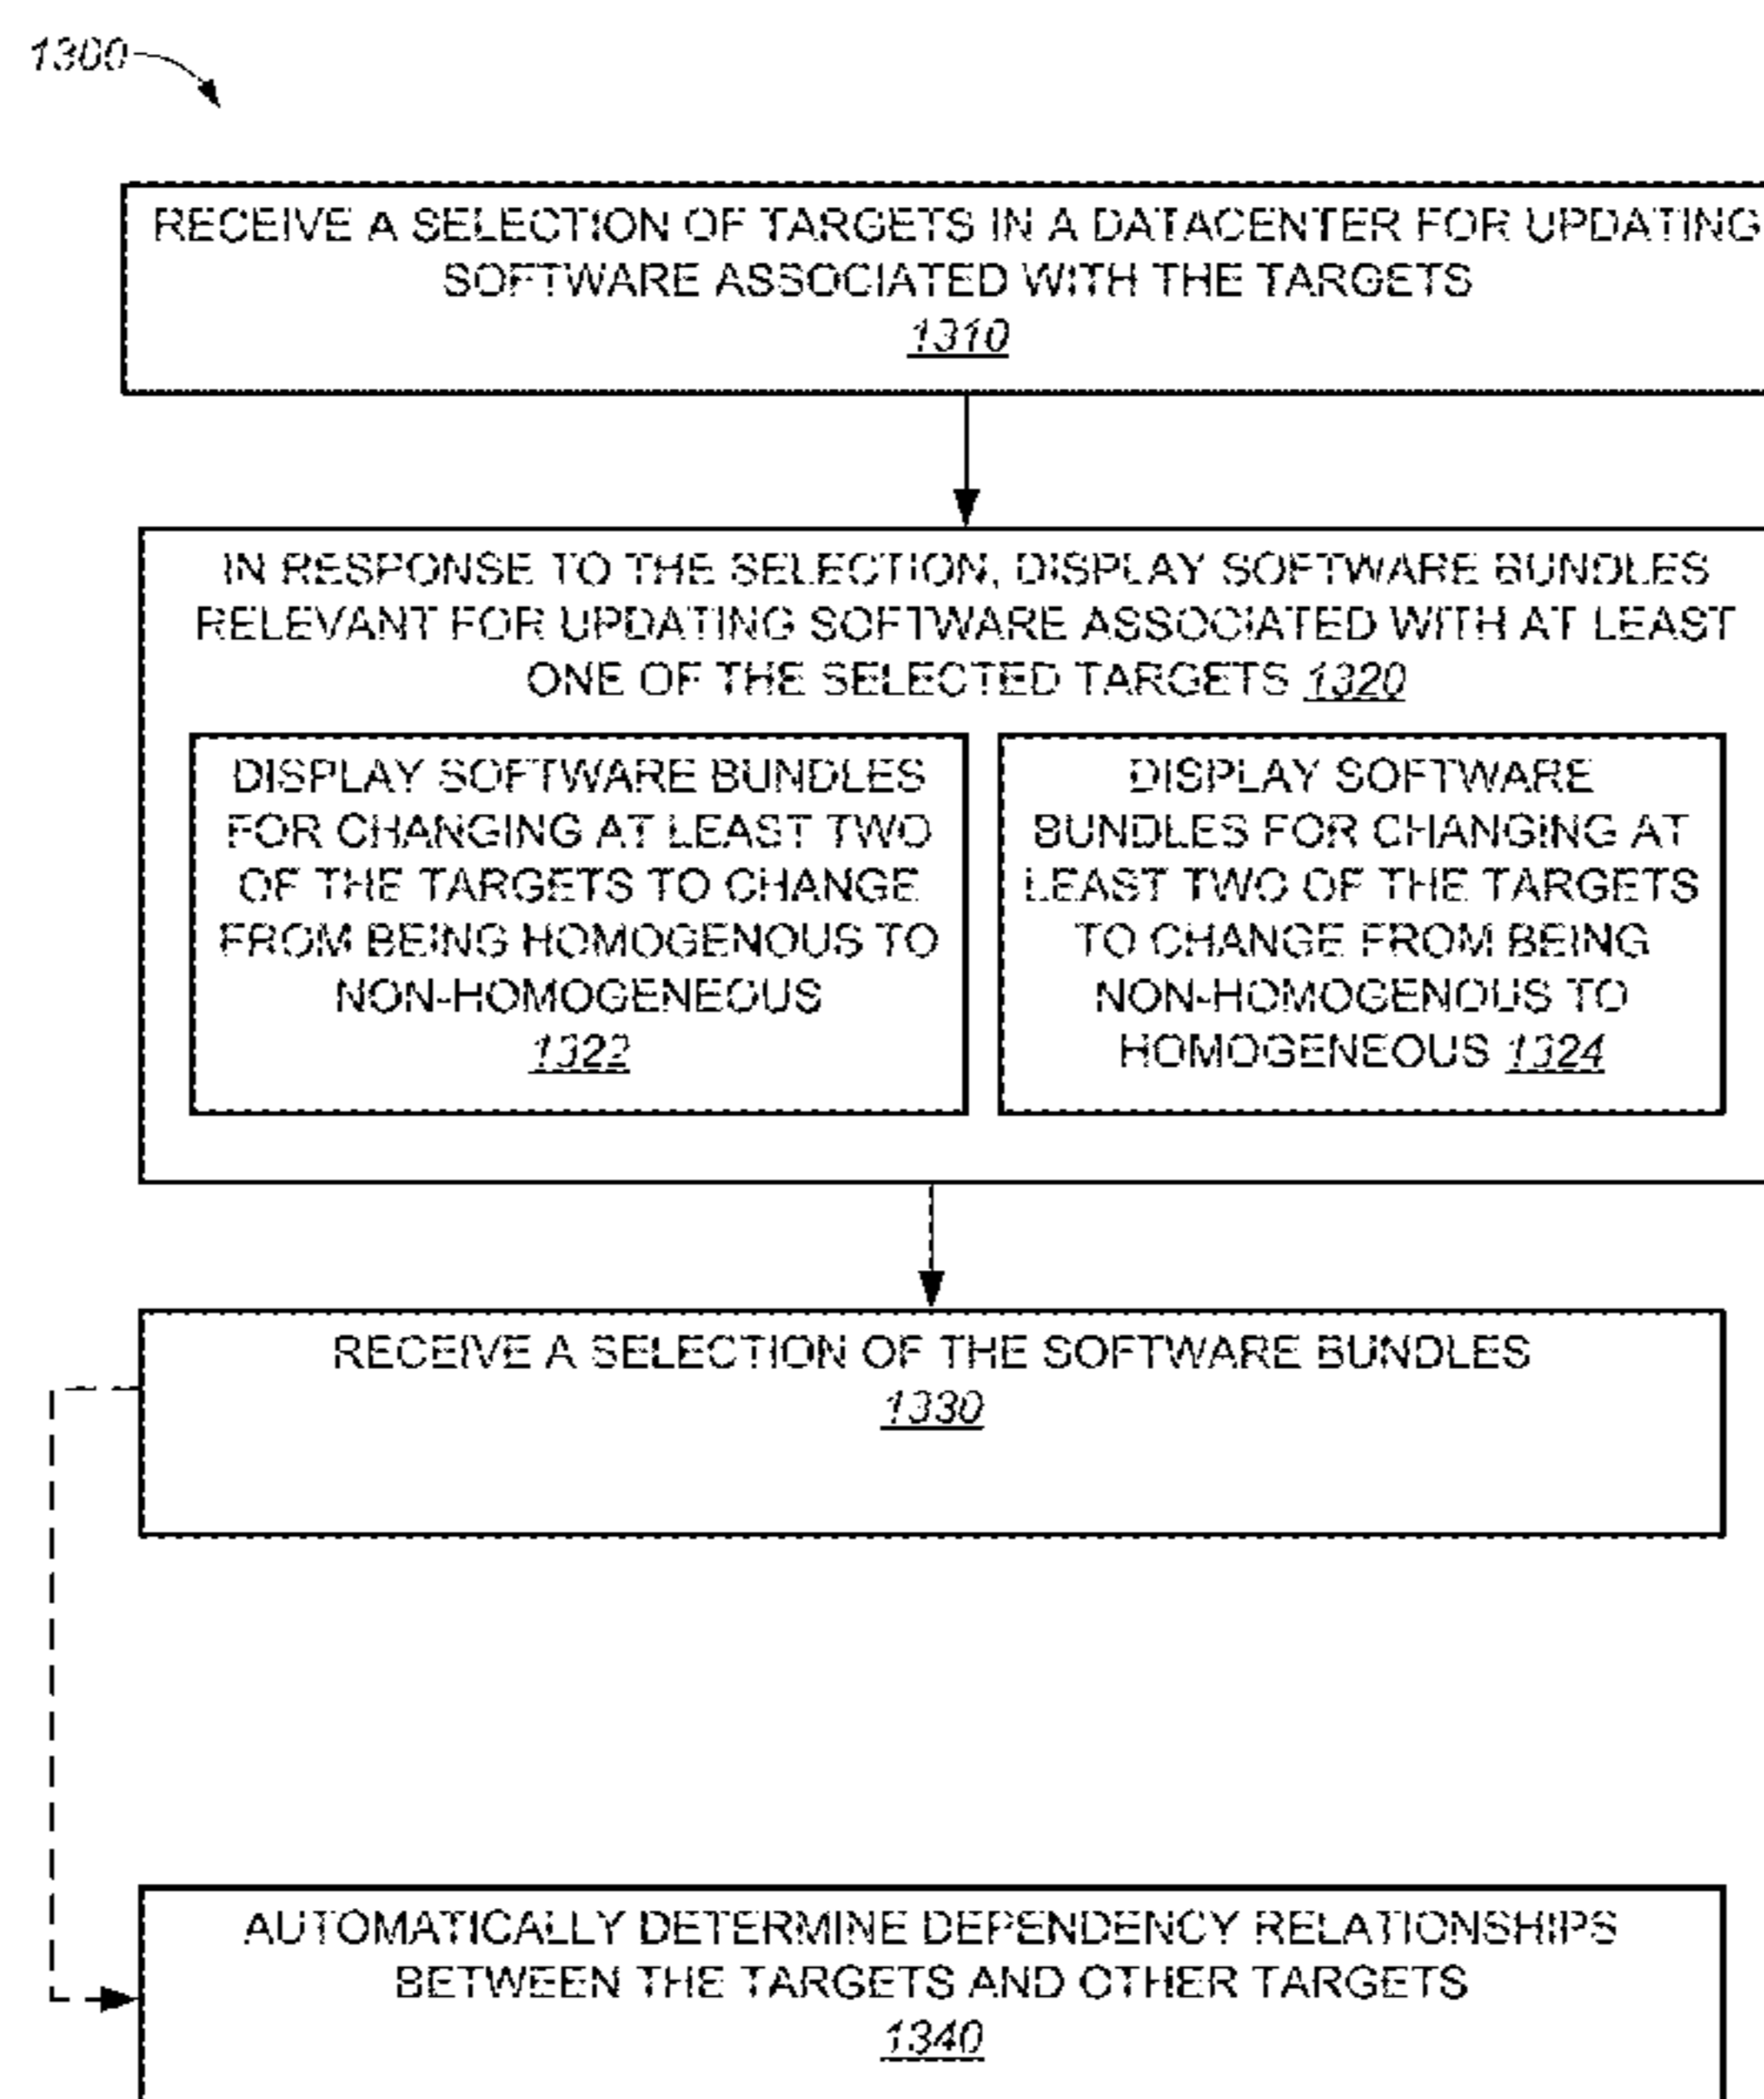 1300
RECEIVE A SELECTION OF TARGETS IN A DATACENTER FOR UPDATING
SOFTWARE ASSOCIATED WITH THE TARGETS
1310
IN RESPONSE TO THE SELECTION, DISPLAY SOFTWARE BUNDLES
RELEVANT FOR UPDATING SOFTWARE ASSOCIATED WITH AT LEAST
ONE OF THE SELECTED TARGETS 1320
DISPLAY SOFTWARE BUNDLES
FOR CHANGING AT LEAST TWO
OF THE TARGETS TO CHANGE
FROM BEING HOMOGENOUS TO
NON-HOMOGENEOUS
1322
DISPLAY SOFTWARE
BUNDLES FOR CHANGING AT
LEAST TWO OF THE TARGETS
TO CHANGE FROM BEING
NON-HOMOGENOUS TO
HOMOGENEOUS 1324
RECEIVE A SELECTION OF THE SOFTWARE BUNDLES
1330
AUTOMATICALLY DETERMINE DEPENDENCY RELATIONSHIPS
BETWEEN THE TARGETS AND OTHER TARGETS
1340